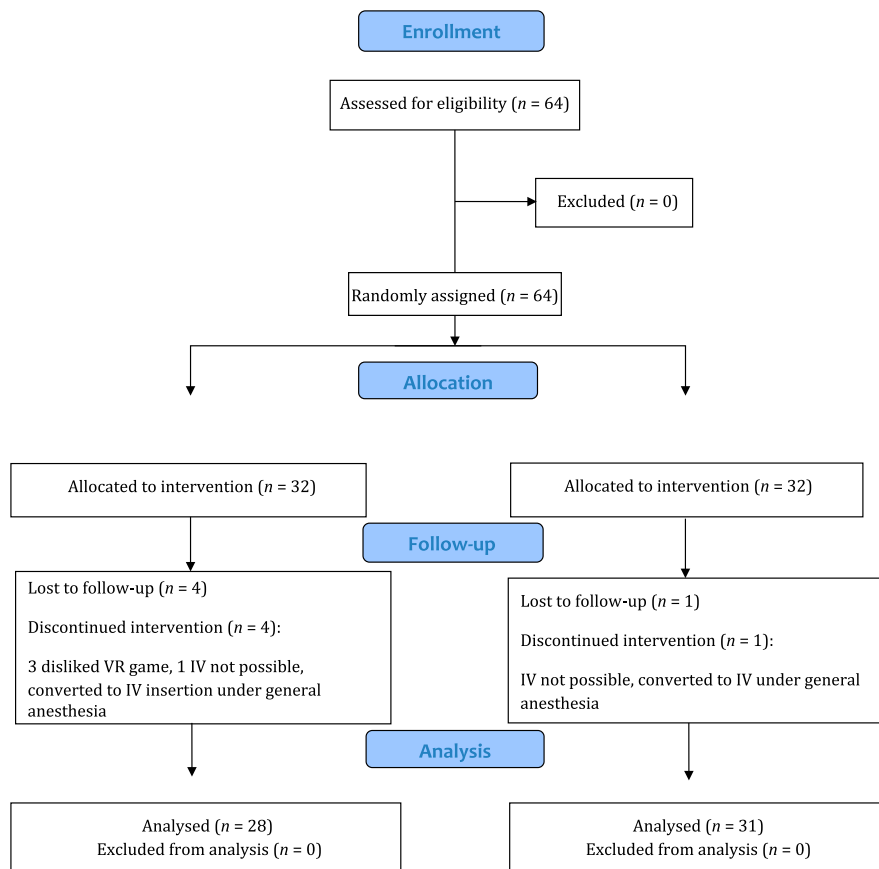 Enrollment
Assessed for eligibility (n = 64)
Excluded (n = 0)
Randomly assigned (n = 64)
Allocation
Allocated to intervention (n = 32)
Allocated to intervention (n = 32)
Follow-up
Lost to follow-up (n = 4)
Discontinued intervention (n = 4):
3 disliked VR game, 1 IV not possible,
converted to IV insertion under general
anesthesia
Lost to follow-up (n = 1)
Discontinued intervention (n = 1):
IV not possible, converted to IV under general
anesthesia
Analysis
Analysed (n = 28)
Excluded from analysis (n = 0)
Analysed (n = 31)
Excluded from analysis (n = 0)